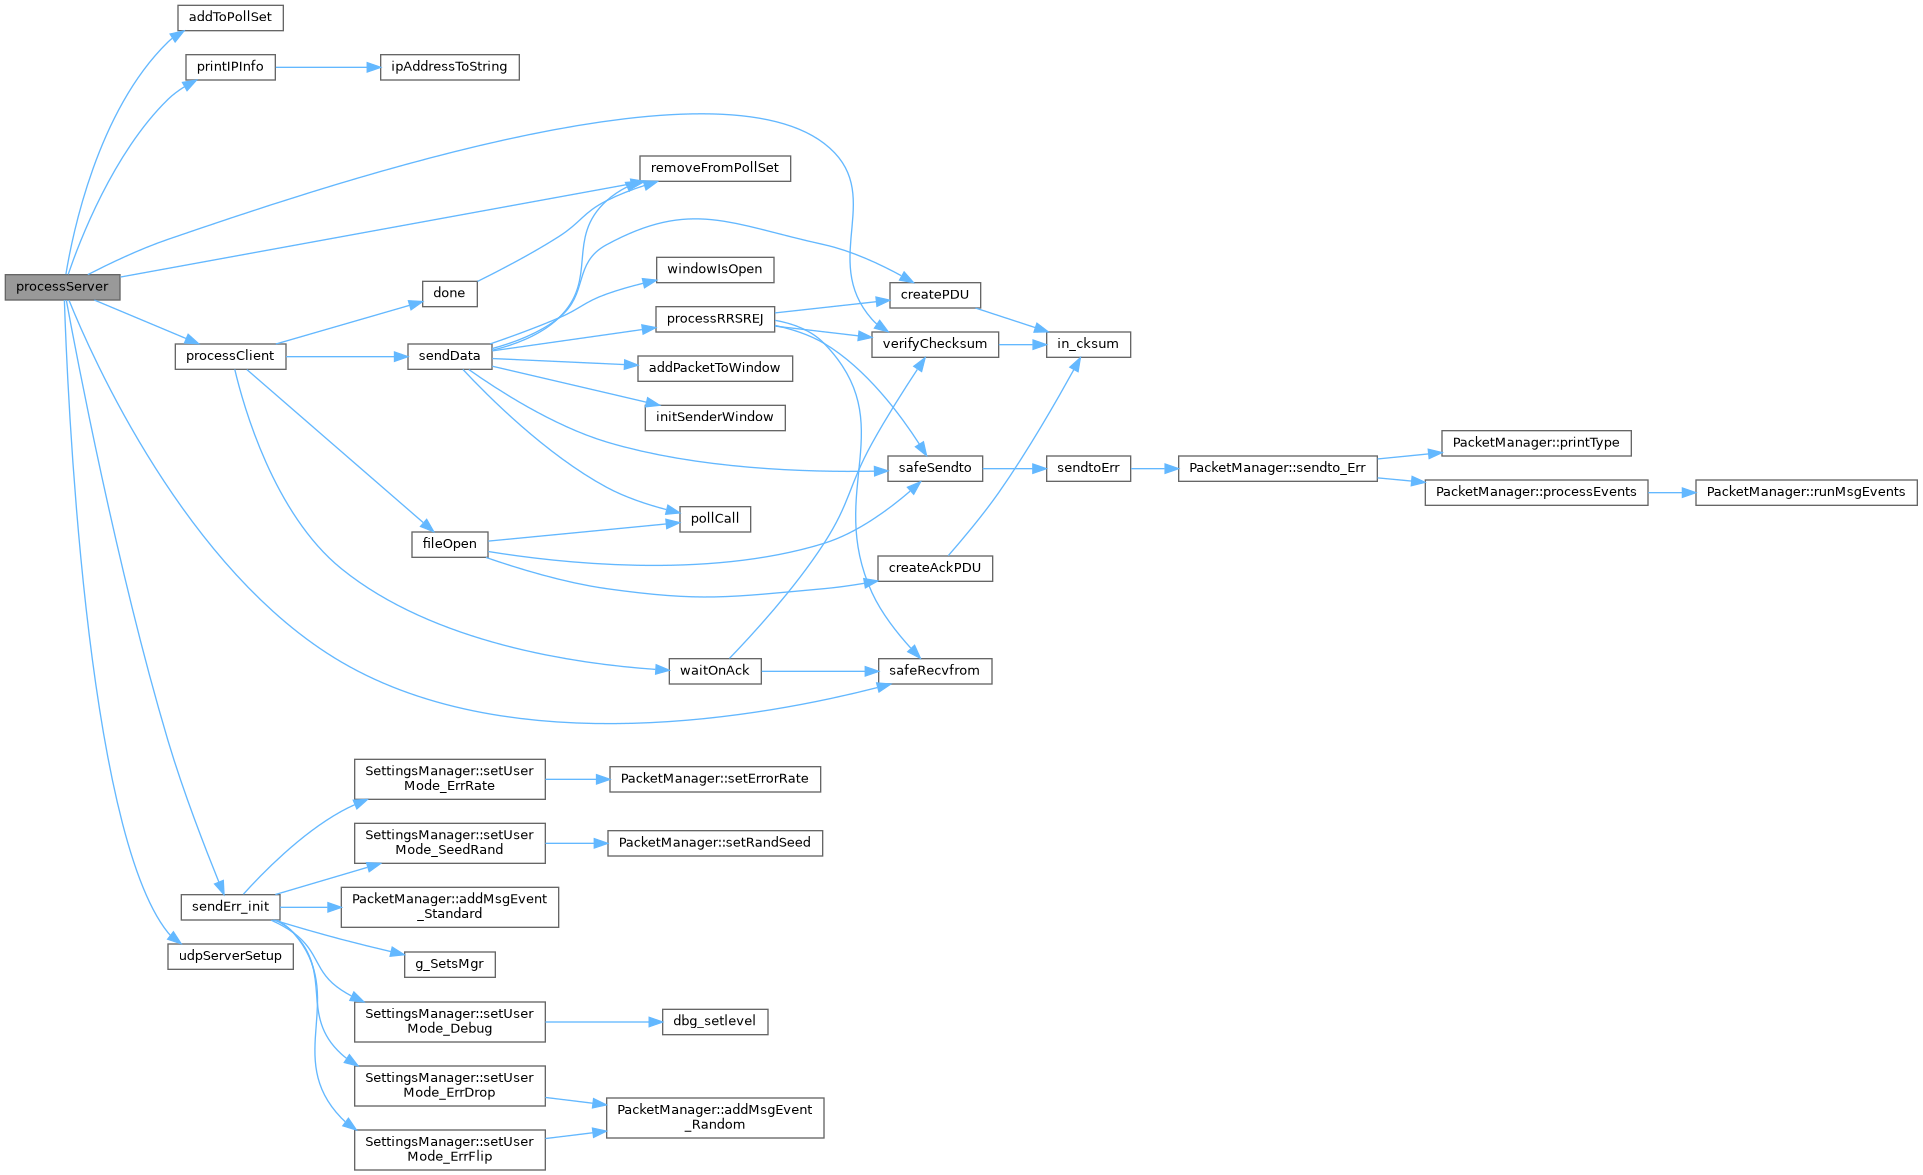 addToPollSet
printIPInfo
ipAddressToString
removeFromPollSet
windowIsOpen
processServer
done
createPDU
processRRSREJ
verifyChecksum
in_cksum
processClient
sendData
addPacketToWindow
initSenderWindow
PacketManager::printType
safeSendto
sendtoErr
PacketManager::sendto_Err
PacketManager::processEvents
PacketManager::runMsgEvents
pollCall
fileOpen
createAckPDU
waitOnAck
safeRecvfrom
SettingsManager::setUser
Mode_ErrRate
PacketManager::setErrorRate
SettingsManager::setUser
Mode_SeedRand
PacketManager::setRandSeed
sendErr_init
PacketManager::addMsgEvent
_Standard
udpServerSetup
g_SetsMgr
SettingsManager::setUser
Mode_Debug
dbg_setlevel
SettingsManager::setUser
Mode_ErrDrop
PacketManager::addMsgEvent
_Random
SettingsManager::setUser
Mode_ErrFlip